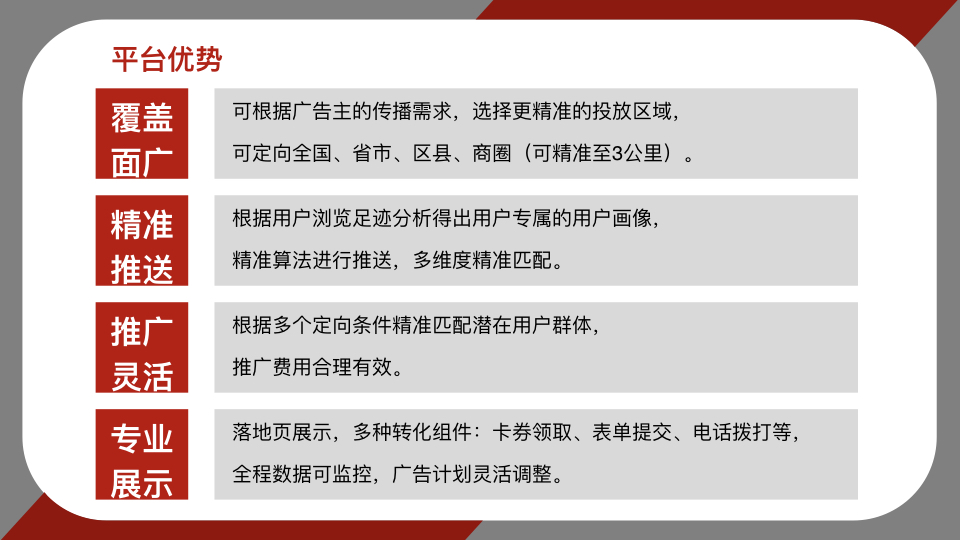 平台优势
覆盖
面广
可根据广告主的传播需求，选择更精准的投放区域，
可定向全国、省市、区县、商圈（可精准至3公里）。
精准
推送
根据用户浏览足迹分析得出用户专属的用户画像，
精准算法进行推送，多维度精准匹配。
推广
灵活
根据多个定向条件精准匹配潜在用户群体，
推广费用合理有效。
专业
展示
落地页展示，多种转化组件：卡券领取、表单提交、电话拨打等，
全程数据可监控，广告计划灵活调整。